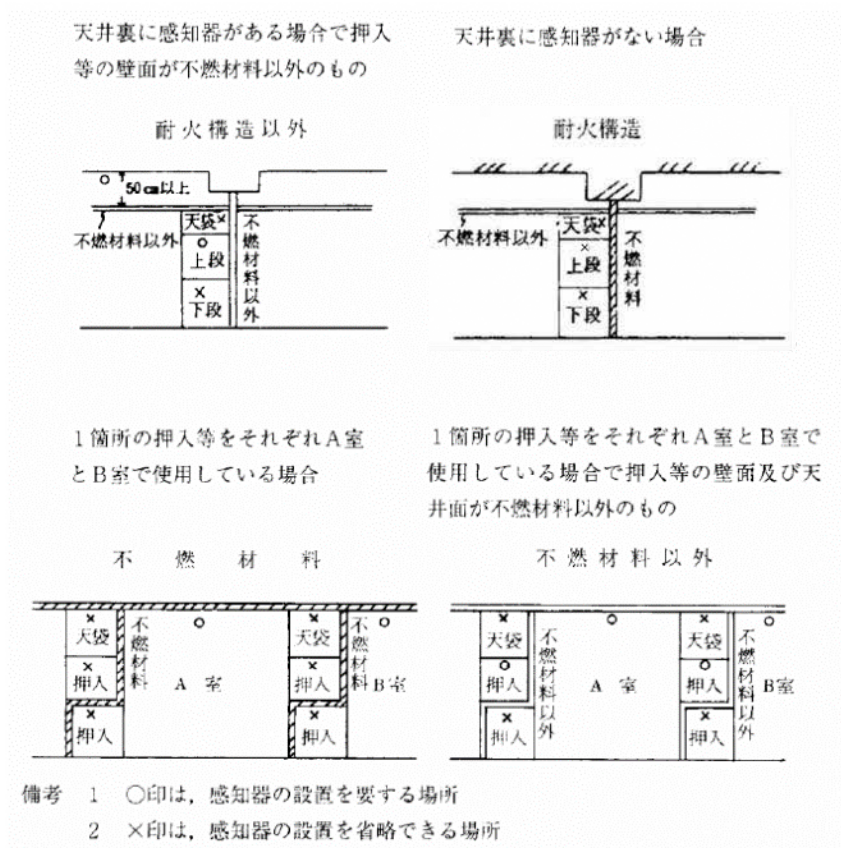 天井裏に感知器がある場合で押入
等の壁面が不燃材料以外のもの
耐火構造以外
50cm以上
不燃材料以外
天袋×
○
上段
×
下段
不燃材料以外
天井裏に感知器がない場合
耐火構造
不燃材料以外
天袋×
×
上段
×
下段
不燃材料
1箇所の押入等をそれぞれA室
とB室で使用している場合
不燃材料
×
天袋
×
押入
×
押入
不燃材料
○
A室
×
天袋
×
押入
×
押入
不燃材料
○
B室
1箇所の押入等をそれぞれA室とB室で
使用している場合で押入等の壁面及び天
井面が不燃材料以外のもの
不燃材料以外
×
天袋
○
押入
×
押入
不燃材料以外
○
A室
×
天袋
○
押入
×
押入
不燃材料以外
○
B室
備考 1 ○印は,感知器の設置を要する場所
2 ×印は,感知器の設置を省略できる場所